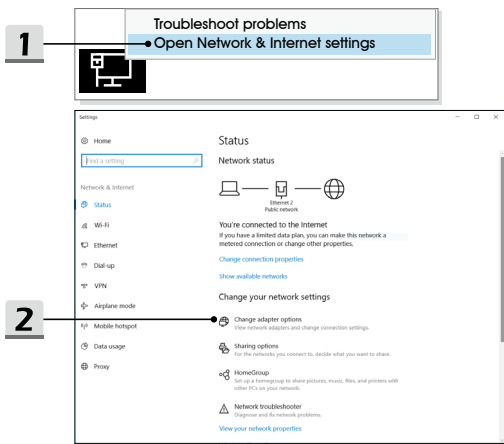 Troubleshoot problems
1
Open Network & Internet settings
Settings
Home
Find a setting
Network & Internet
Status
Wi-Fi
Ethernet
Dial-up
VPN
Airplane mode
Mobile hotspot
Data usage
Proxy
Status
Network status
Ethernet 2
Public network
You're connected to the Internet
If you have a limited data plan, you can make this network a
metered connection or change other properties.
Change connection properties
Show available networks
Change your network settings
2
Change adapter options
View network adapters and change connection settings.
Sharing options
For the networks you connect to, decide what you want to share.
HomeGroup
Set up a homegroup to share pictures, music, files, and printers with
other PCs on your network.
Network troubleshooter
Diagnose and fix network problems.
View your network properties